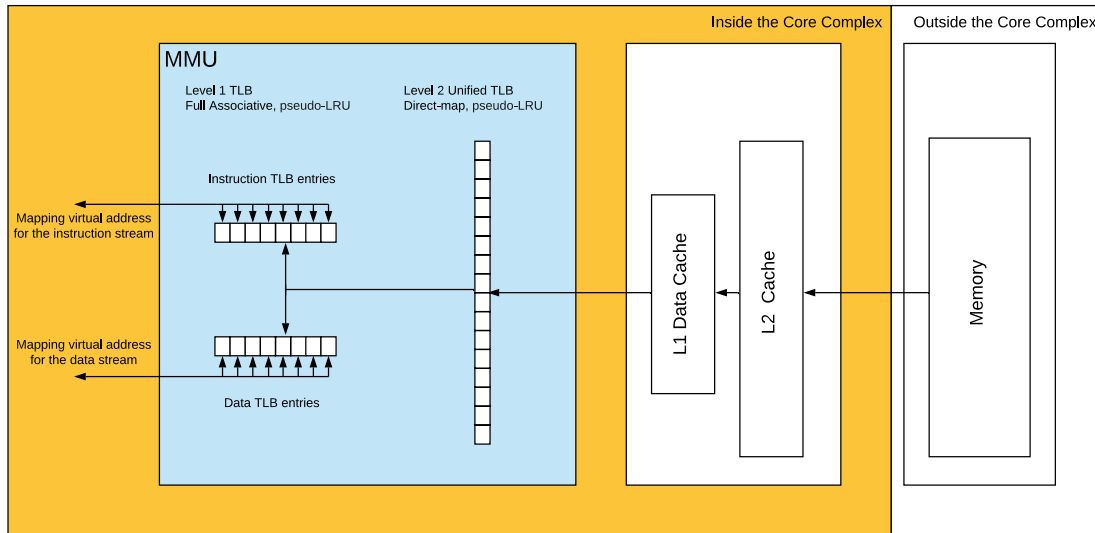 Inside the Core Complex
Outside the Core Complex
MMU
Level 1 TLB
Full Associative, pseudo-LRU
Level 2 Unified TLB
Direct-map, pseudo-LRU
Instruction TLB entries
Mapping virtual address
for the instruction stream
L1 Data Cache
L2 Cache
Memory
Mapping virtual address
for the data stream
Data TLB entries